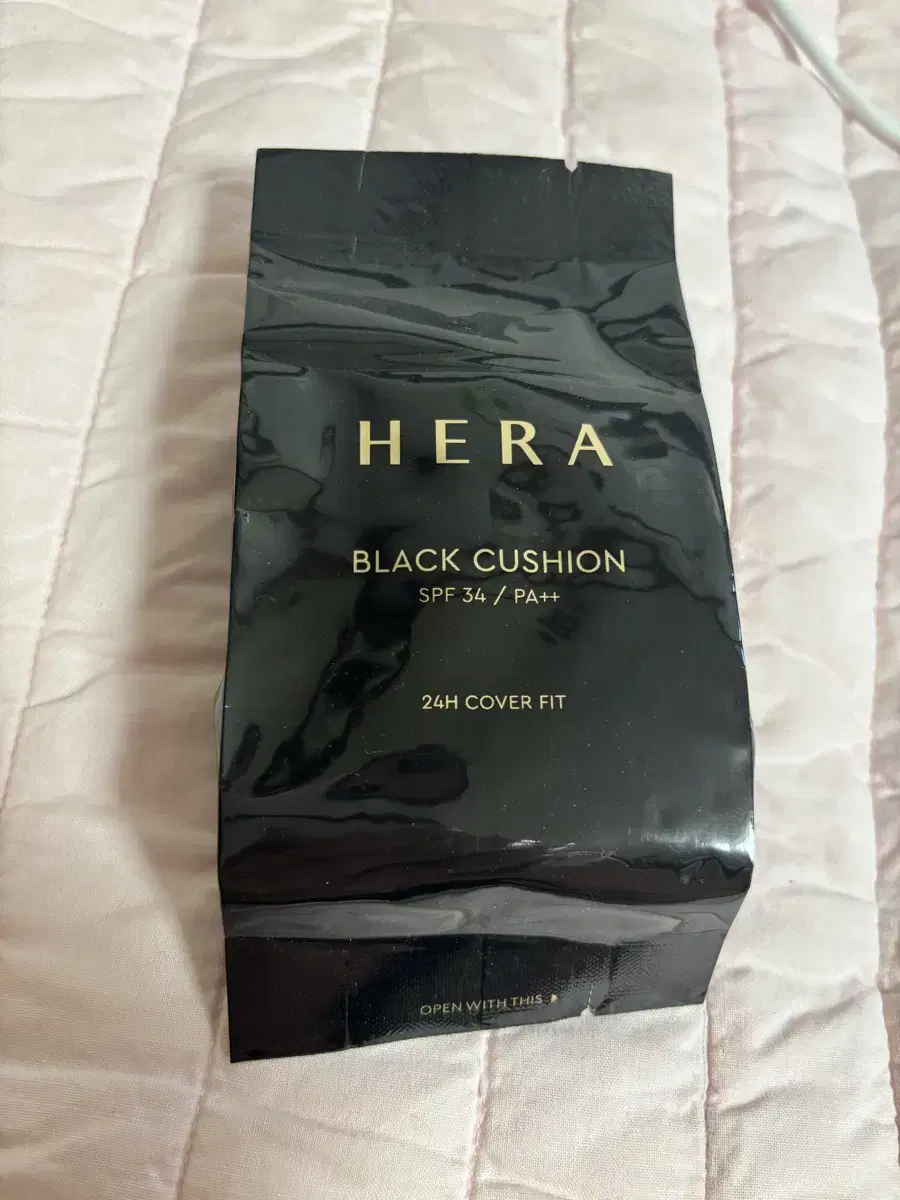 HERA
BLACK CUSHION
SPF 34 / PA++
24H COVER FIT
OPEN WITH THIS